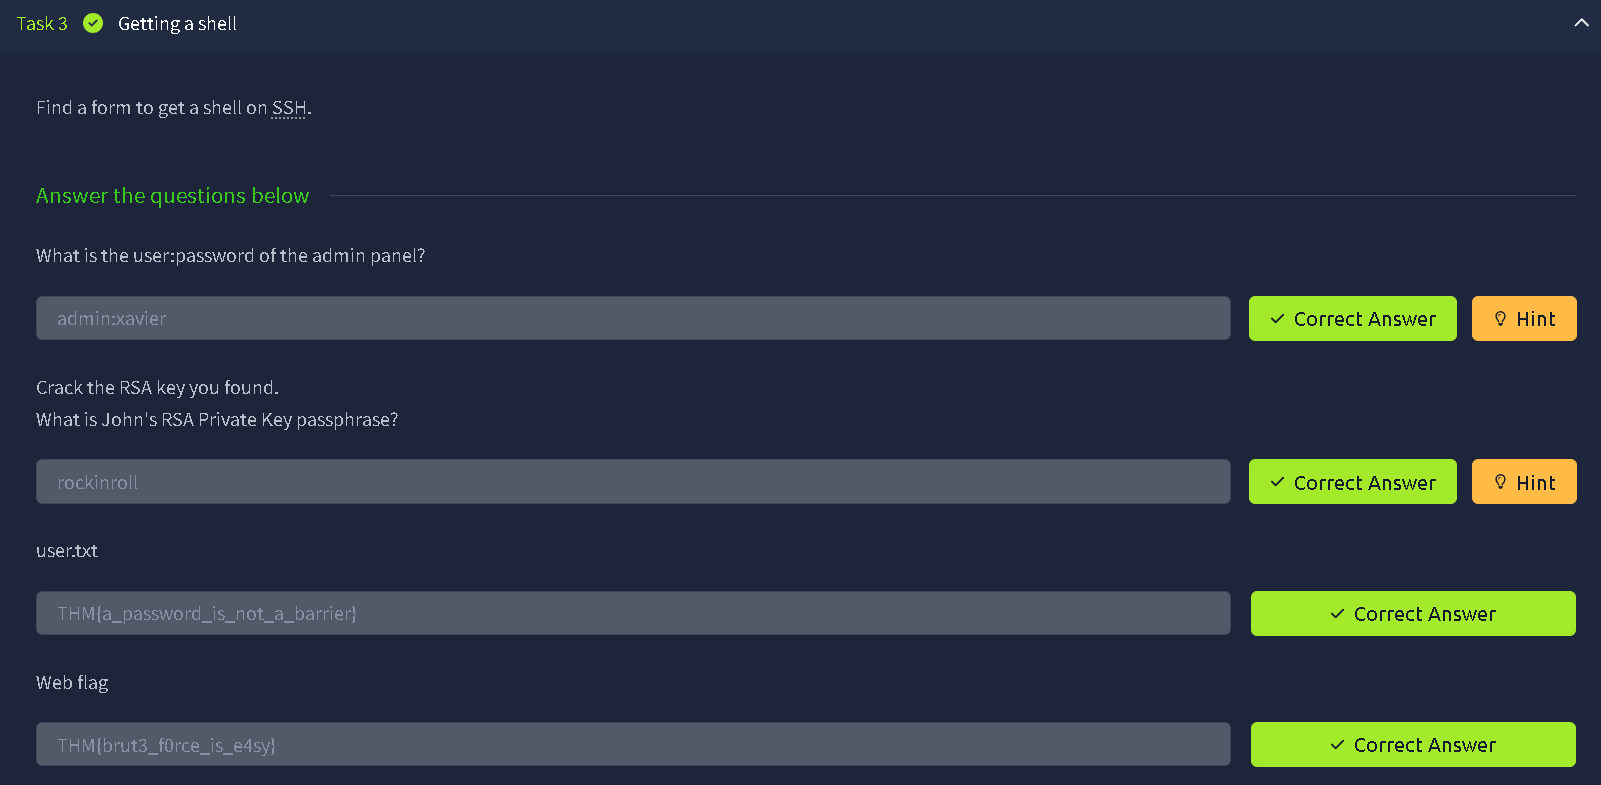 Task 3 Getting a shell
Find a form to get a shell on SSH.
Answer the questions below
What is the user:password of the admin panel?
admin:xavier Correct Answer Hint
Crack the RSA key you found.
What is John's RSA Private Key passphrase?
rockinroll Correct Answer Hint
user.txt
THM{a_password_is_not_a_barrier} Correct Answer
Web flag
THM{brut3_f0rce_is_e4sy} Correct Answer